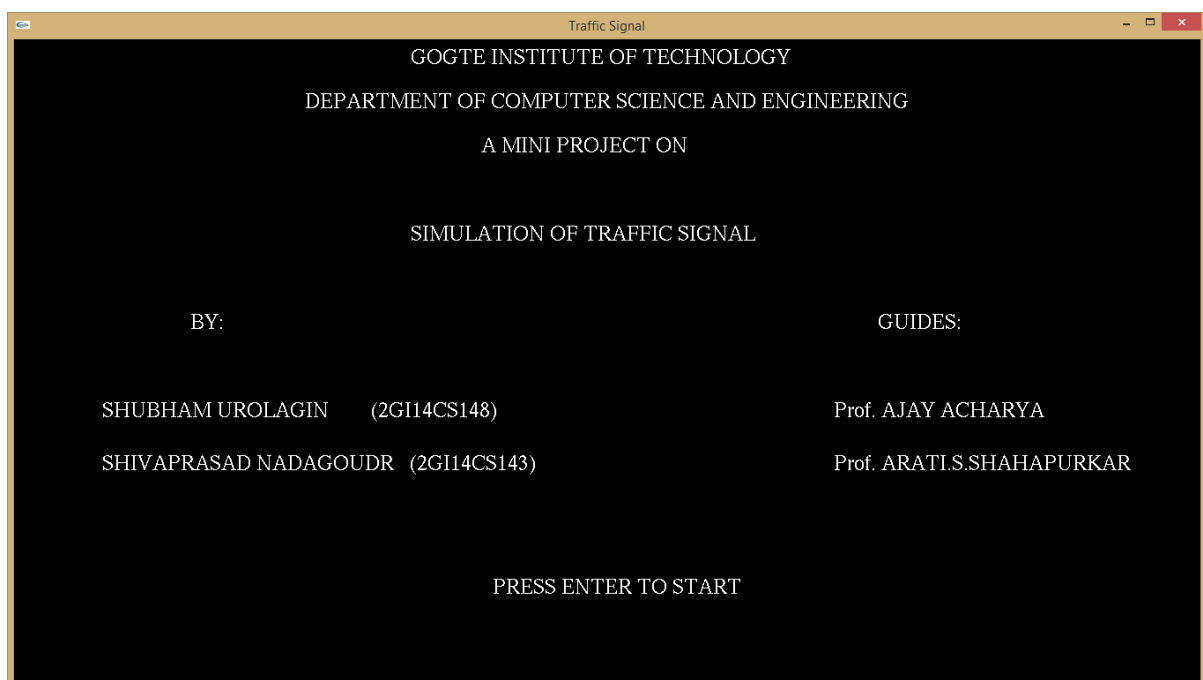 Traffic Signal
GOGTE INSTITUTE OF TECHNOLOGY
DEPARTMENT OF COMPUTER SCIENCE AND ENGINEERING
A MINI PROJECT ON
SIMULATION OF TRAFFIC SIGNAL
BY: GUIDES:
SHUBHAM UROLAGIN (2GI14CS148) Prof. AJAY ACHARYA
SHIVAPRASAD NADAGOUDR (2GI14CS143) Prof. ARATI.S.SHAHAPURKAR
PRESS ENTER TO START